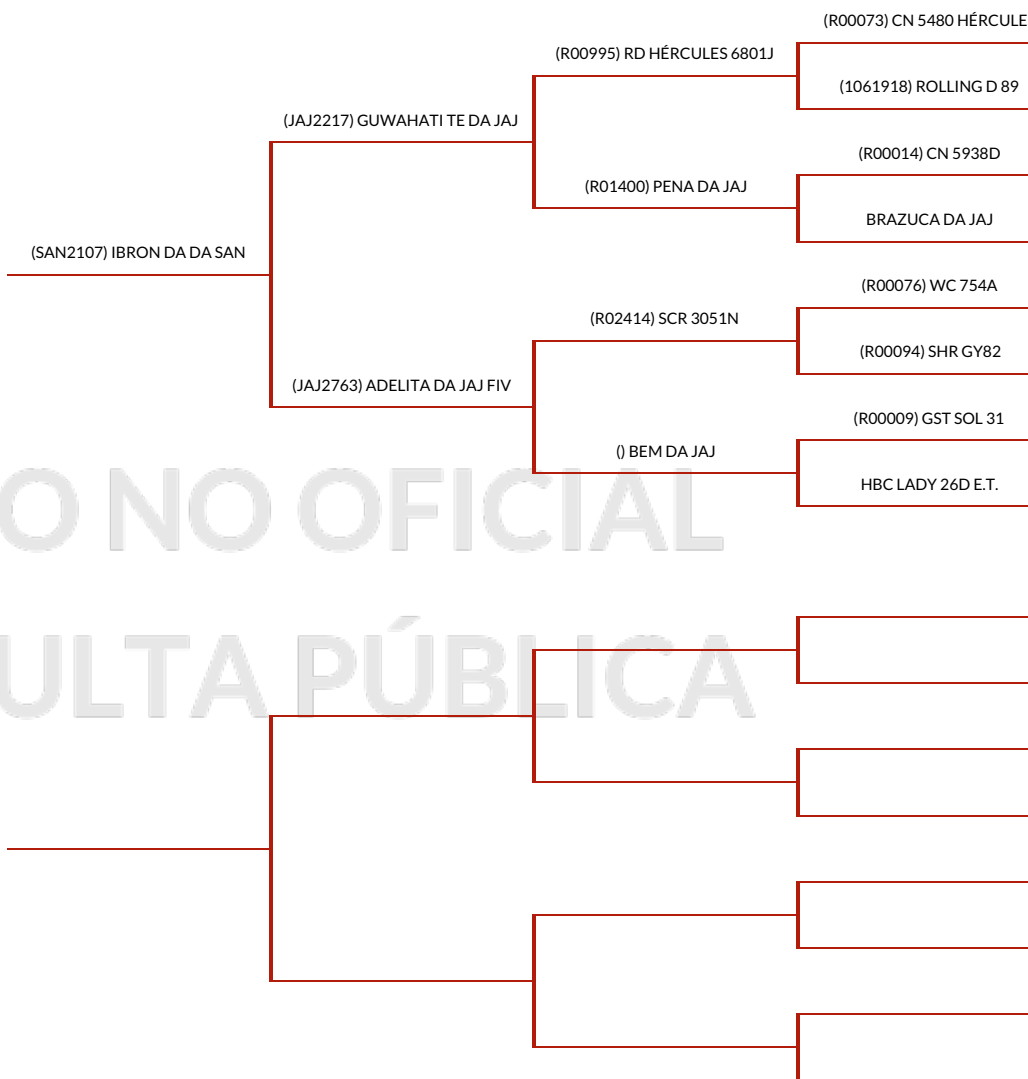 (R00073) CN 5480 HÉRCULE
(R00995) RD HÉRCULES 6801J
(1061918) ROLLING D 89
(JAJ2217) GUWAHATI TE DA JAJ
(R00014) CN 5938D
(R01400) PENA DA JAJ
BRAZUCA DA JAJ
(SAN2107) IBRON DA DA SAN
(R00076) WC 754A
(R02414) SCR 3051N
(R00094) SHR GY82
(JAJ2763) ADELITA DA JAJ FIV
(R00009) GST SOL 31
() BEM DA JAJ
HBC LADY 26D E.T.
O NO OFICIAL
ULTA PÚBLICA